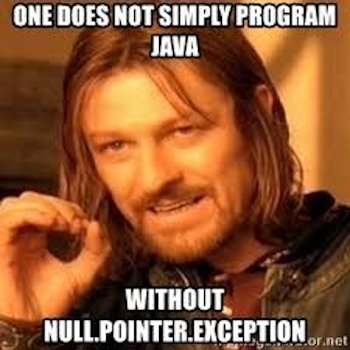 ONE DOES NOT SIMPLY PROGRAM
JAVA
WITHOUT
NULL.POINTER.EXCEPTION